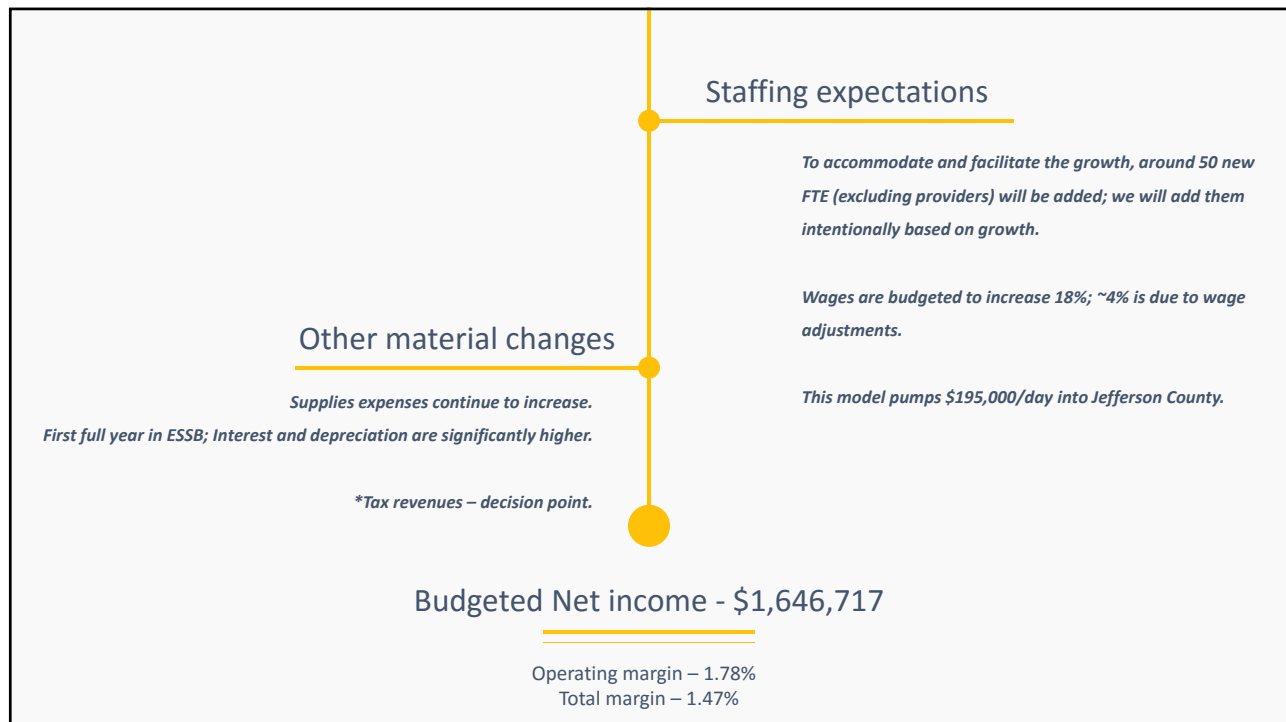 Staffing expectations
To accommodate and facilitate the growth, around 50 new
FTE (excluding providers) will be added; we will add them
intentionally based on growth.
Wages are budgeted to increase 18%; ~4% is due to wage
adjustments.
This model pumps $195,000/day into Jefferson County.
Other material changes
Supplies expenses continue to increase.
First full year in ESSB; Interest and depreciation are significantly higher.
*Tax revenues – decision point.
Budgeted Net income - $1,646,717
Operating margin – 1.78%
Total margin – 1.47%